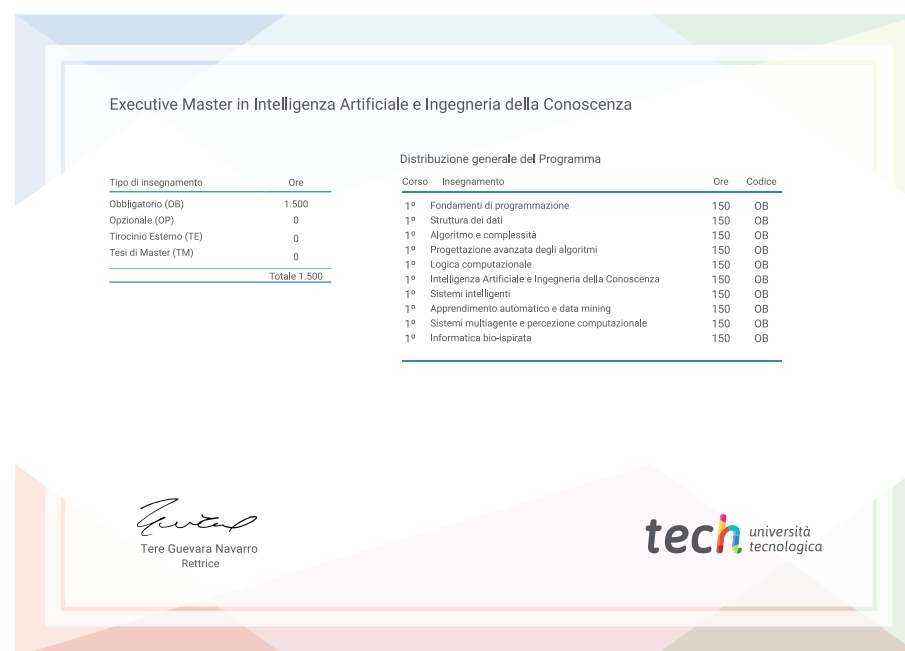 Executive Master in Intelligenza Artificiale e Ingegneria della Conoscenza
Tipo di insegnamento Ore
Obbligatorio (OB) 1.500
Opzionale (OP) 0
Tirocinio Esterno (TE) 0
Tesi di Master (TM) 0
Totale 1.500
Distribuzione generale del Programma
Corso Insegnamento Ore Codice
1º Fondamenti di programmazione 150 OB
1º Struttura dei dati 150 OB
1º Algoritmo e complessità 150 OB
1º Progettazione avanzata degli algoritmi 150 OB
1º Logica computazionale 150 OB
1º Intelligenza Artificiale e Ingegneria della Conoscenza 150 OB
1º Sistemi intelligenti 150 OB
1º Apprendimento automatico e data mining 150 OB
1º Sistemi multiagente e percezione computazionale 150 OB
1º Informatica bio-ispirata 150 OB
Tere Guevara Navarro
Rettrice
tech università
tecnologica